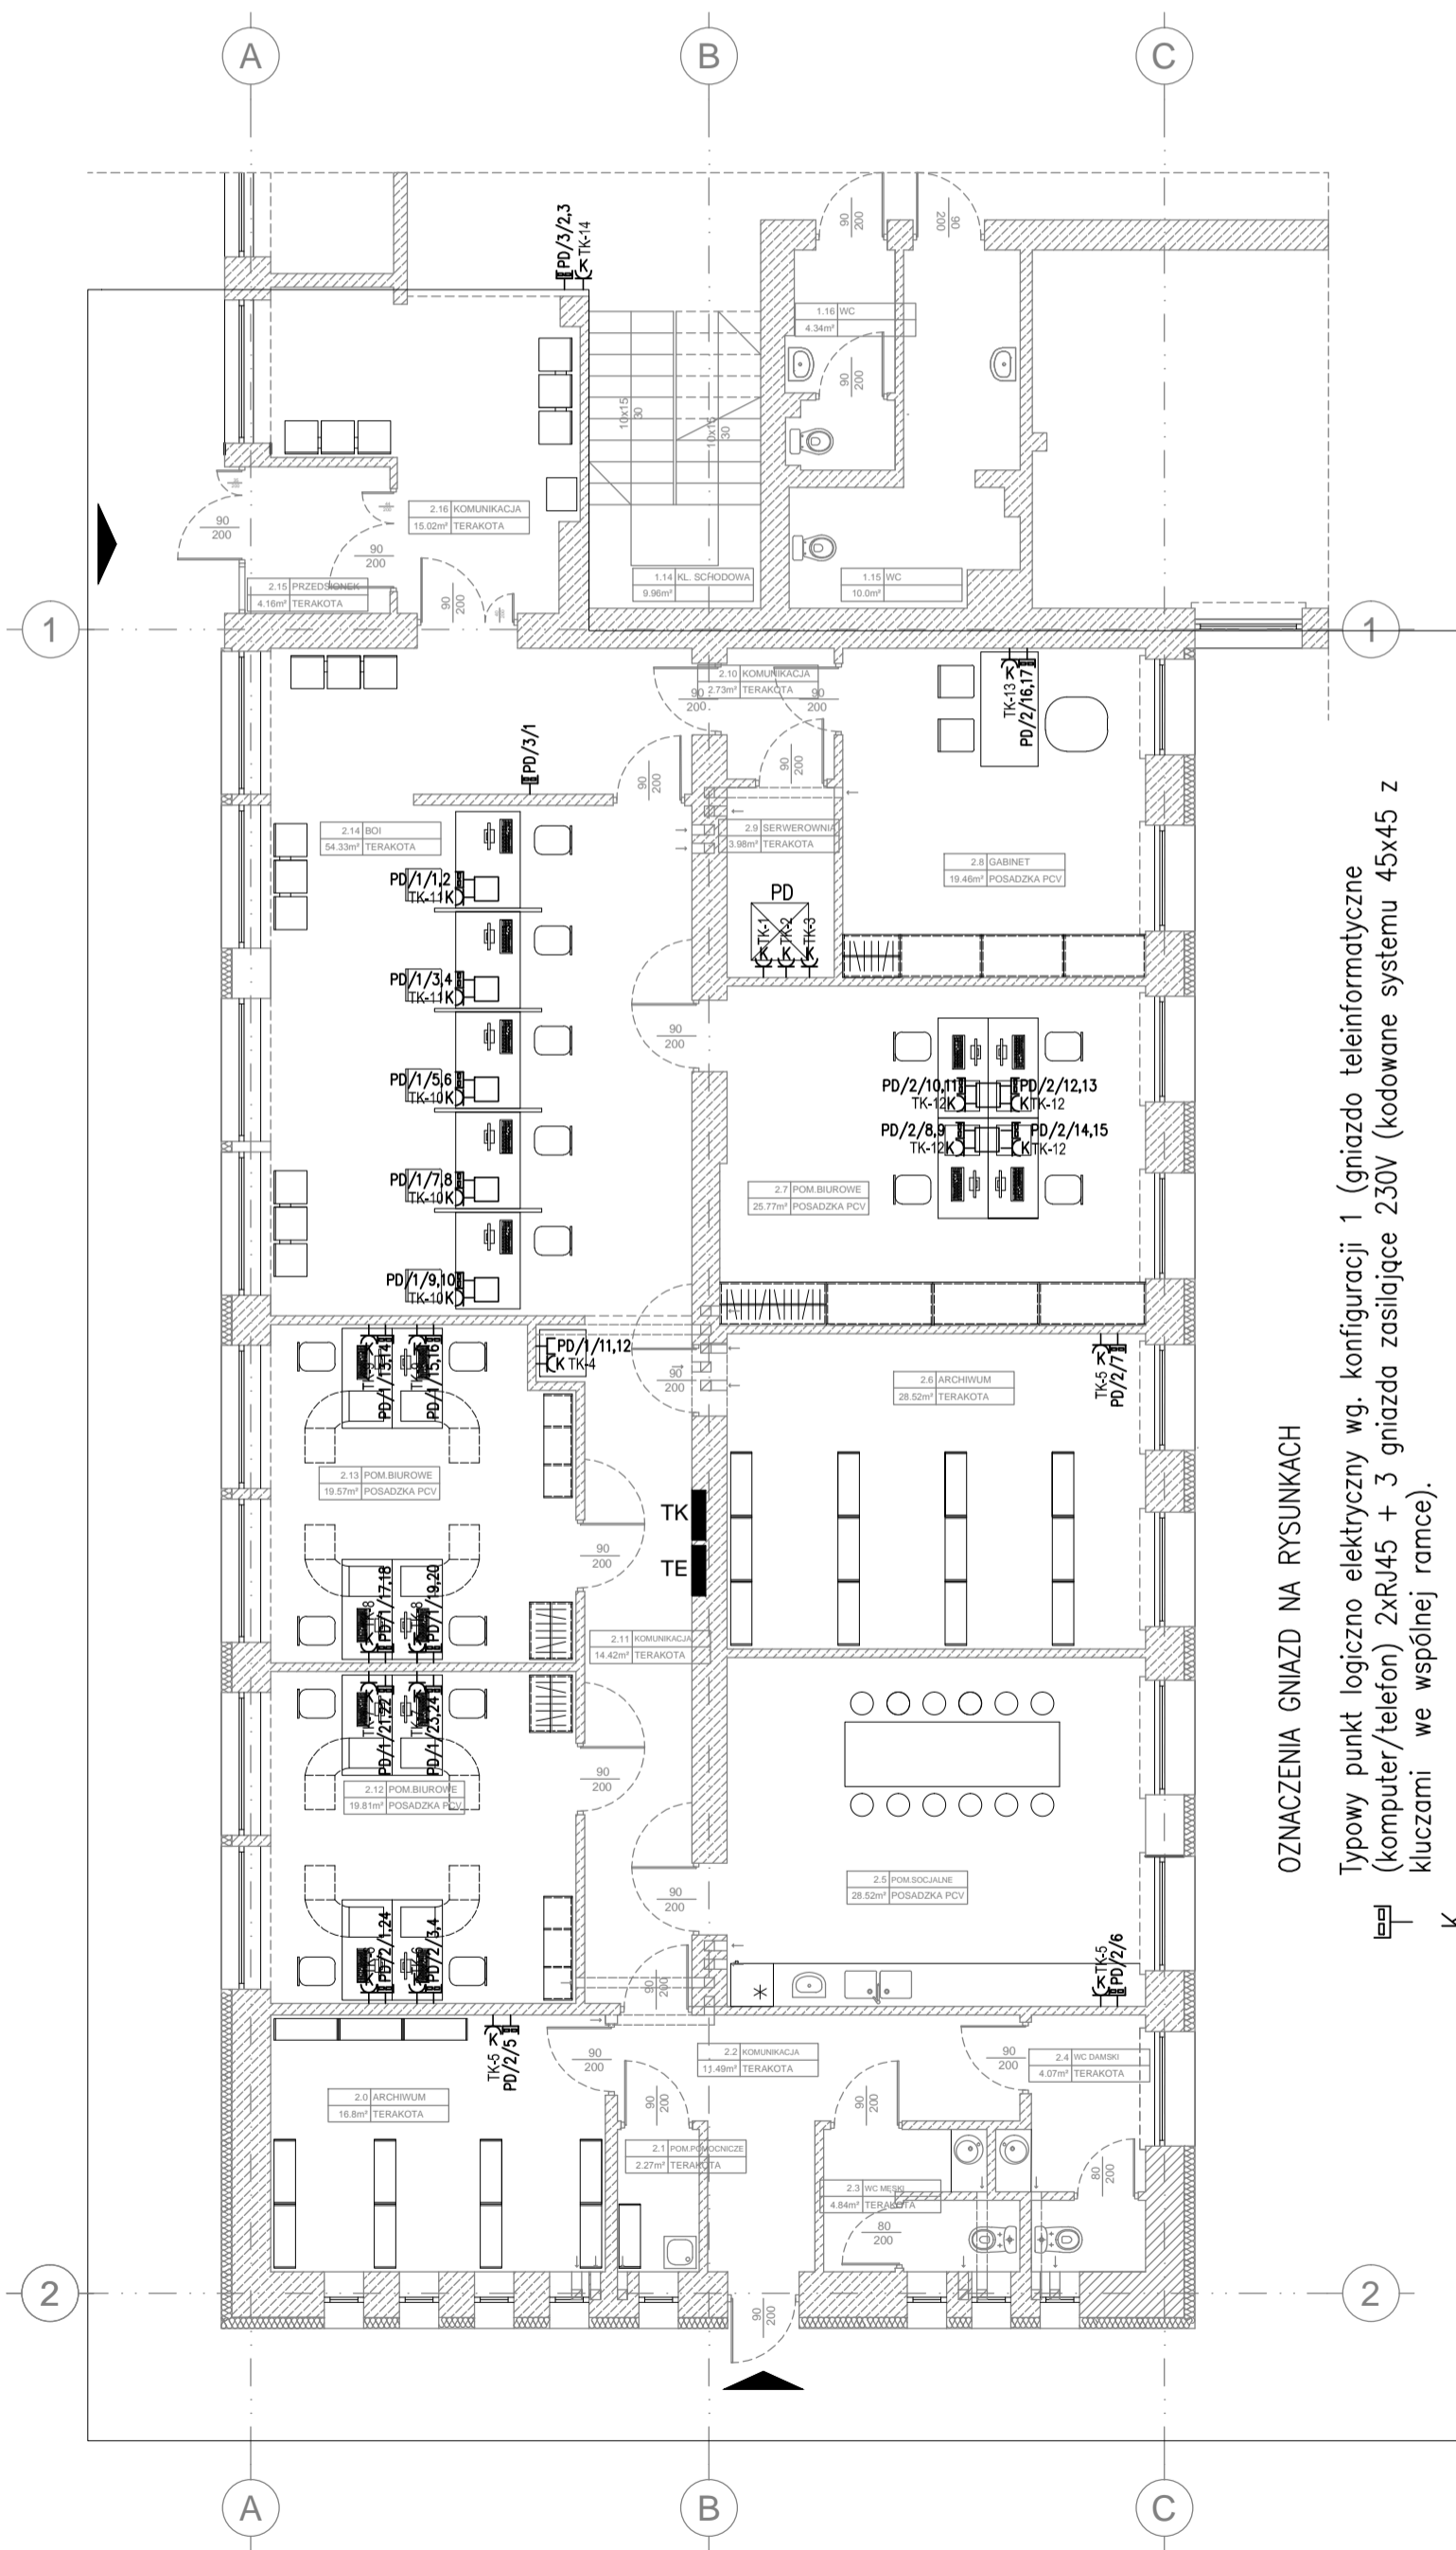 A
B
C
PD/3/2,3
K TK-14
90
200
90
200
1.16 WC
4.34m²
90
200
10x15
30
10x15
30
2.16 KOMUNIKACJA
15.02m² TERAKOTA
90
200
90
200
2.15 PRZEDSIONEK
4.16m² TERAKOTA
90
200
1.14 KL. SCHODOWA
9.96m²
1.15 WC
10.0m²
1
1
2.10 KOMUNIKACJA
2.73m² TERAKOTA
90
200
90
200
TK-13 K
PD/2/16,17
PD/3/1
90
200
90
200
2.14 BOI
54.33m² TERAKOTA
2.9 SERWEROWNIA
3.98m² TERAKOTA
2.8 GABINET
19.46m² POSADZKA PCV
PD/1/1,2
TK-11 K
PD
K TK-1
K TK-2
K TK-3
PD/1/3,4
TK-11 K
90
200
PD/1/5,6
TK-10 K
PD/2/10,11
TK-12 K
PD/2/12,13
K TK-12
PD/2/8,9
TK-12 K
PD/2/14,15
K TK-12
PD/1/7,8
TK-10 K
2.7 POM.BIUROWE
25.77m² POSADZKA PCV
PD/1/9,10
TK-10 K
PD/1/11,12
K TK-4
PD/1/13,14
PD/1/15,16
90
200
2.6 ARCHIWUM
28.52m² TERAKOTA
TK-5 K
PD/2/7
2.13 POM.BIUROWE
19.57m² POSADZKA PCV
TK
TE
90
200
PD/1/17,18
PD/1/19,20
2.11 KOMUNIKACJA
14.42m² TERAKOTA
PD/1/21,22
PD/1/23,24
2.12 POM.BIUROWE
19.81m² POSADZKA PCV
90
200
2.5 POM.SOCJALNE
28.52m² POSADZKA PCV
90
200
PD/2/1,24
PD/2/3,4
K TK-5
PD/2/6
90
200
TK-5 K
PD/2/5
90
200
2.2 KOMUNIKACJA
11.49m² TERAKOTA
90
200
2.4 WC DAMSKI
4.07m² TERAKOTA
2.0 ARCHIWUM
16.8m² TERAKOTA
90
200
90
200
2.1 POM.POMOCNICZE
2.27m² TERAKOTA
2.3 WC MĘSKI
4.84m² TERAKOTA
80
200
80
200
2
2
90
200
A
B
C
OZNACZENIA GNIAZD NA RYSUNKACH
Typowy punkt logiczno elektryczny wg. konfiguracji 1 (gniazdo teleinformatyczne
(komputer/telefon) 2xRJ45 + 3 gniazda zasilające 230V (kodowane systemu 45x45 z
kluczami we wspólnej ramce).
K